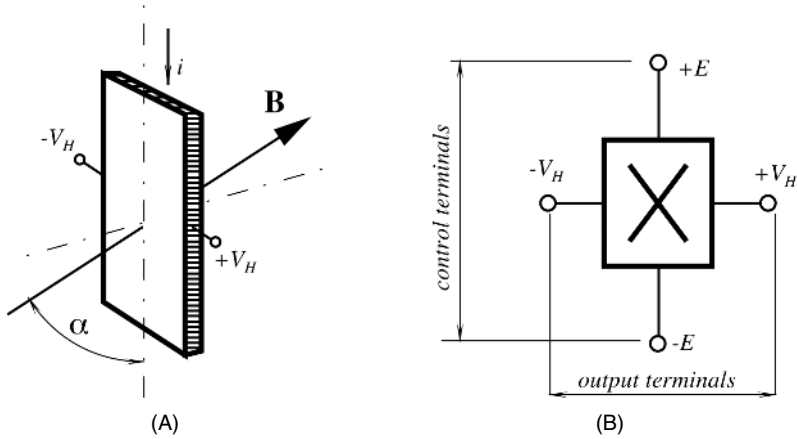 i
B
-V_H
+V_H
α
(A)
+E
control terminals
-V_H
+V_H
-E
output terminals
(B)